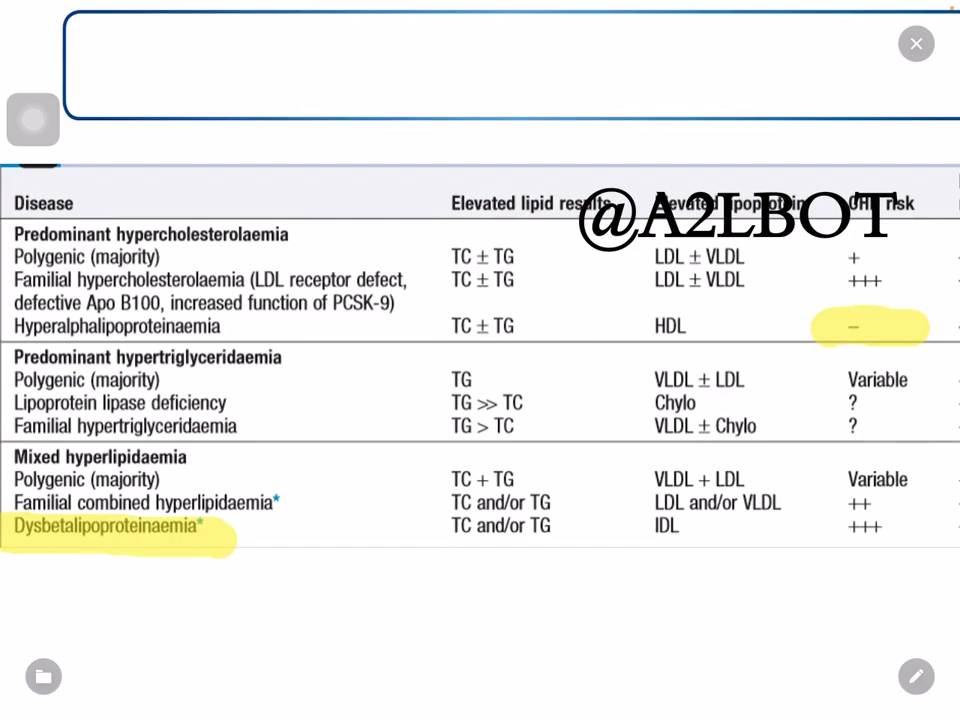 Disease Elevated lipid results Elevated lipoprotein CHD risk
@A2LBOT
Predominant hypercholesterolaemia
Polygenic (majority) TC ± TG LDL ± VLDL +
Familial hypercholesterolaemia (LDL receptor defect, TC ± TG LDL ± VLDL +++
defective Apo B100, increased function of PCSK-9)
Hyperalphalipoproteinaemia TC ± TG HDL –
Predominant hypertriglyceridaemia
Polygenic (majority) TG VLDL ± LDL Variable
Lipoprotein lipase deficiency TG >> TC Chylo ?
Familial hypertriglyceridaemia TG > TC VLDL ± Chylo ?
Mixed hyperlipidaemia
Polygenic (majority) TC + TG VLDL + LDL Variable
Familial combined hyperlipidaemia* TC and/or TG LDL and/or VLDL ++
Dysbetalipoproteinaemia* TC and/or TG IDL +++